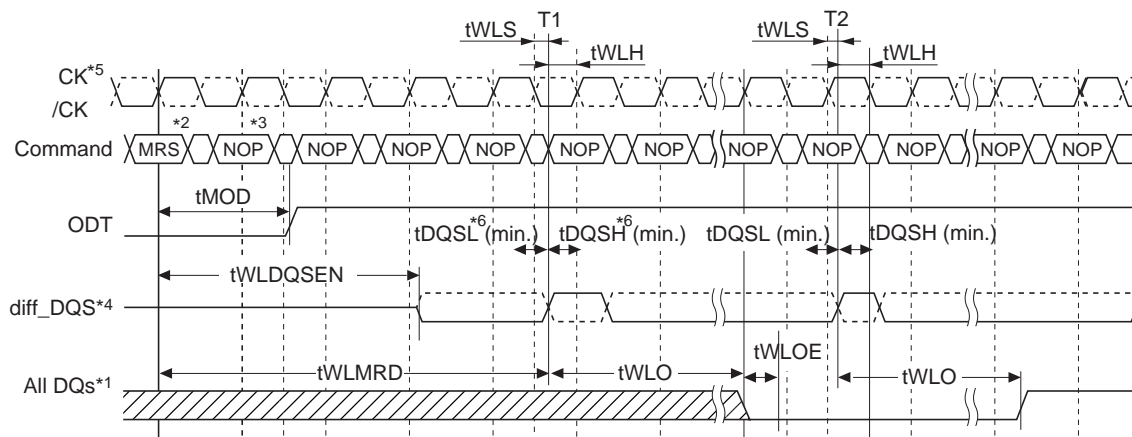 T1 T2
tWLS tWLS
tWLH tWLH
CK*5
/CK
*2 *3
Command MRS NOP NOP NOP NOP NOP NOP NOP NOP NOP NOP NOP
tMOD
ODT
tDQSL*6 (min.) tDQSH*6 (min.) tDQSL (min.) tDQSH (min.)
tWLDQSEN
diff_DQS*4
tWLOE
tWLMRD tWLO tWLO
All DQs*1